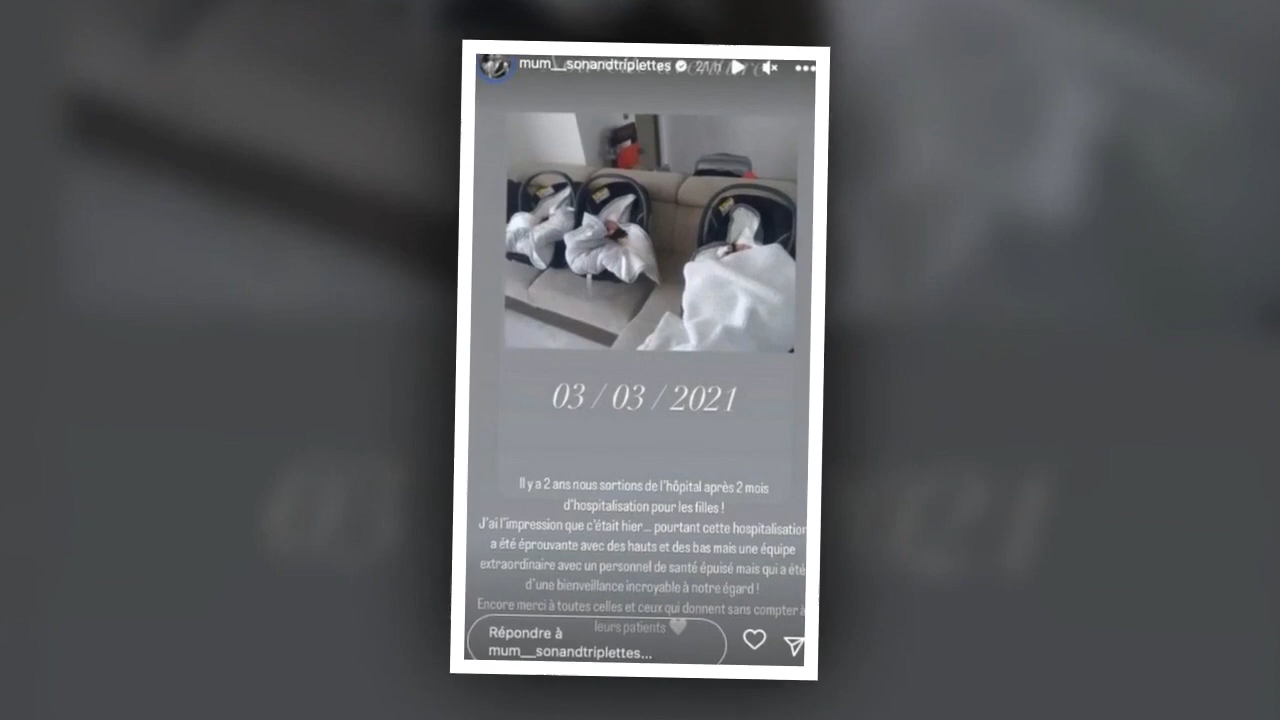 mum__sonandtriplettes 21 h
03 / 03 / 2021
Il y a 2 ans nous sortions de l'hôpital après 2 mois
d'hospitalisation pour les filles !
J'ai l'impression que c'était hier... pourtant cette hospitalisation
a été éprouvante avec des hauts et des bas mais une équipe
extraordinaire avec un personnel de santé épuisé mais qui a été
d'une bienveillance incroyable à notre égard !
Encore merci à toutes celles et ceux qui donnent sans compter à
leurs patients
Répondre à
mum__sonandtriplettes...